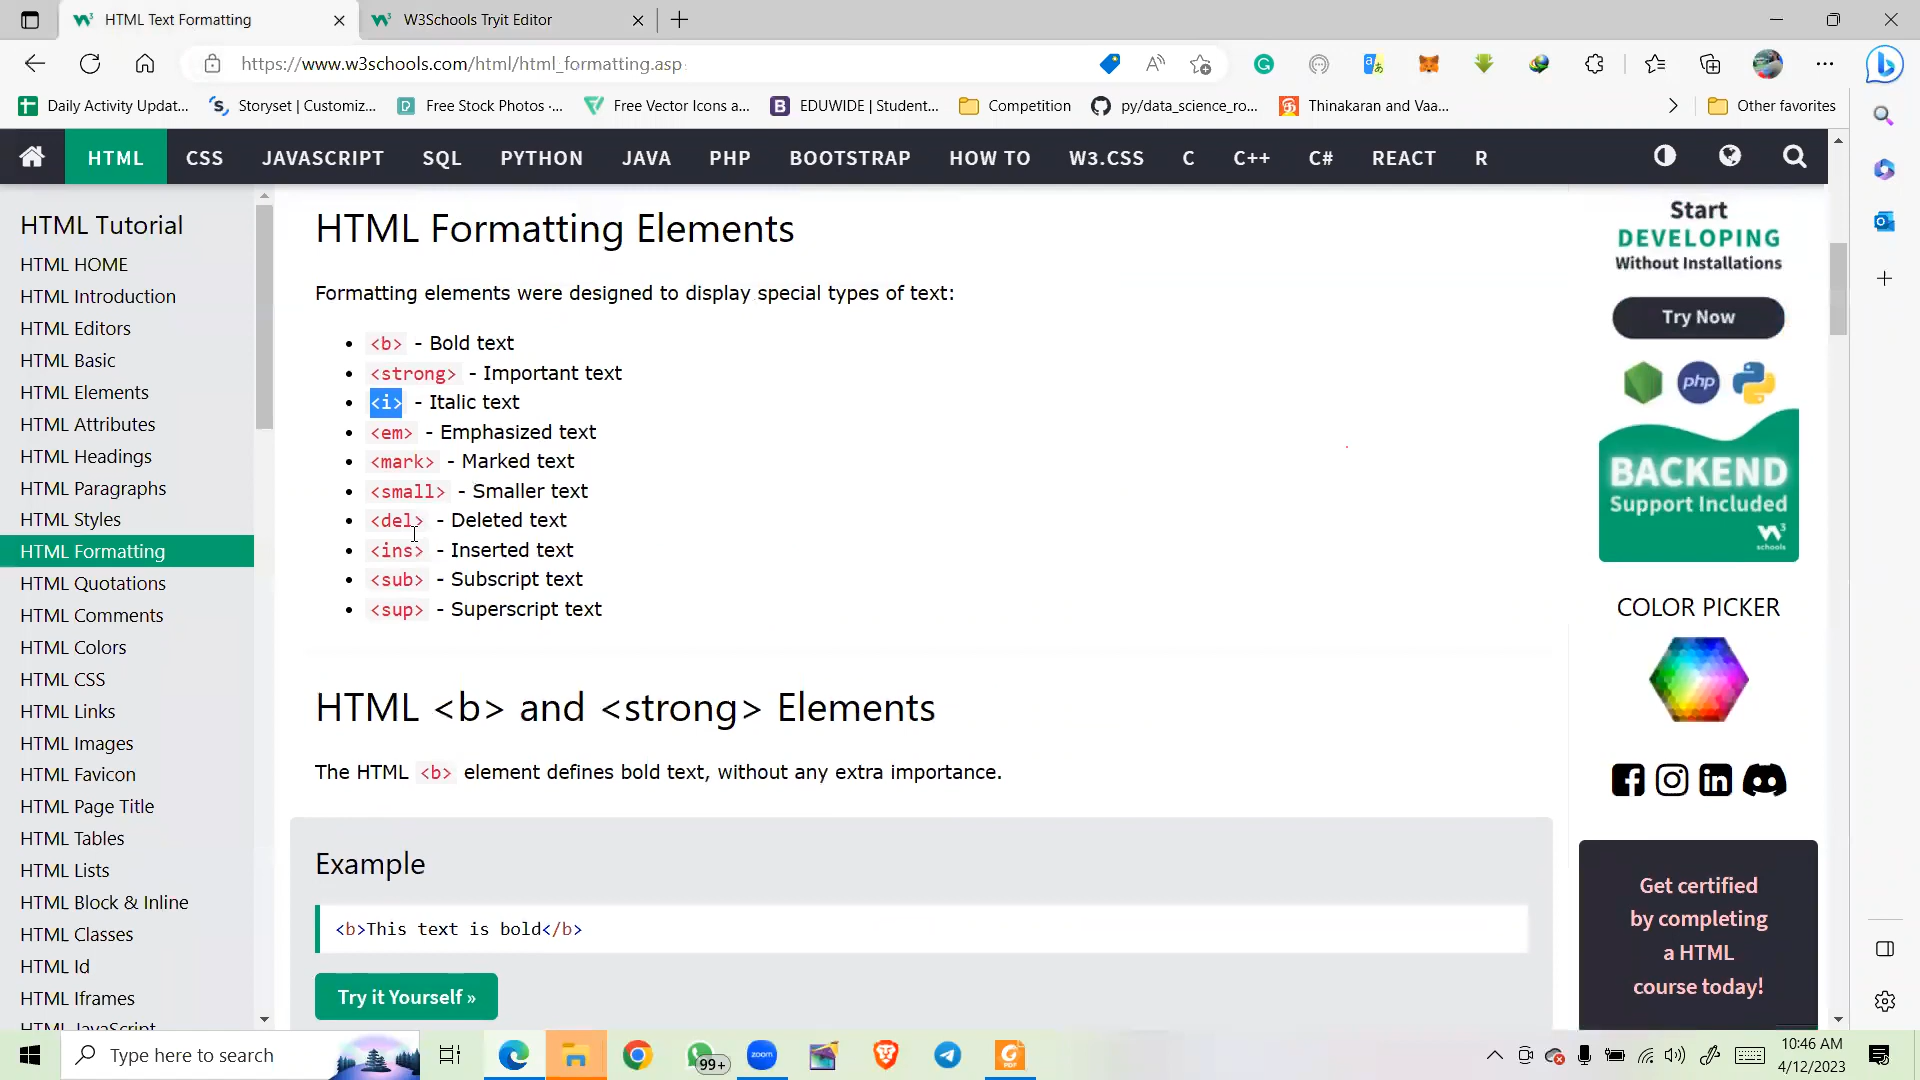 HTML Text Formatting
W3Schools Tryit Editor
https://www.w3schools.com/html/html_formatting.asp
Daily Activity Updat...
Storyset | Customiz...
Free Stock Photos ·...
Free Vector Icons a...
EDUWIDE | Student...
Competition
py/data_science_ro...
Thinakaran and Vaa...
Other favorites
HTML
CSS
JAVASCRIPT
SQL
PYTHON
JAVA
PHP
BOOTSTRAP
HOW TO
W3.CSS
C
C++
C#
REACT
R
HTML Tutorial
HTML HOME
HTML Introduction
HTML Editors
HTML Basic
HTML Elements
HTML Attributes
HTML Headings
HTML Paragraphs
HTML Styles
HTML Formatting
HTML Quotations
HTML Comments
HTML Colors
HTML CSS
HTML Links
HTML Images
HTML Favicon
HTML Page Title
HTML Tables
HTML Lists
HTML Block & Inline
HTML Classes
HTML Id
HTML Iframes
HTML JavaScript
HTML Formatting Elements
Formatting elements were designed to display special types of text:
<b> - Bold text
<strong> - Important text
<i> - Italic text
<em> - Emphasized text
<mark> - Marked text
<small> - Smaller text
<del> - Deleted text
<ins> - Inserted text
<sub> - Subscript text
<sup> - Superscript text
HTML <b> and <strong> Elements
The HTML <b> element defines bold text, without any extra importance.
Example
<b>This text is bold</b>
Try it Yourself »
Start
DEVELOPING
Without Installations
Try Now
php
BACKEND
Support Included
W3
schools
COLOR PICKER
Get certified
by completing
a HTML
course today!
Type here to search
99+
zoom
PDF
10:46 AM
4/12/2023